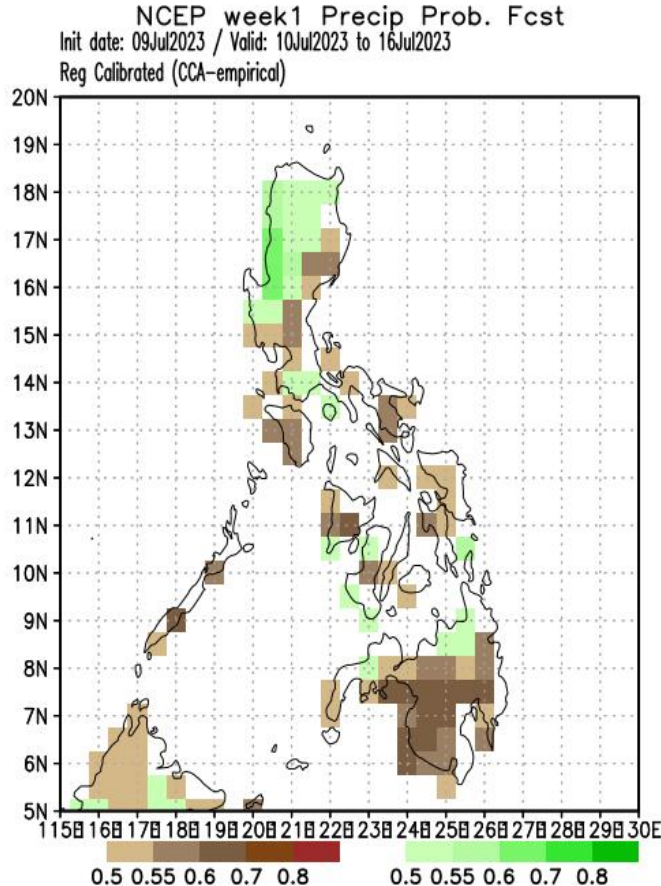 NCEP week1 Precip Prob. Fcst
Init date: 09Jul2023 / Valid: 10Jul2023 to 16Jul2023
Reg Calibrated (CCA-empirical)
20N
19N
18N
17N
16N
15N
14N
13N
12N
11N
10N
9N
8N
7N
6N
5N
115E 116E 117E 118E 119E 120E 121E 122E 123E 124E 125E 126E 127E 128E 129E 130E
0.5 0.55 0.6 0.7 0.8 0.5 0.55 0.6 0.7 0.8